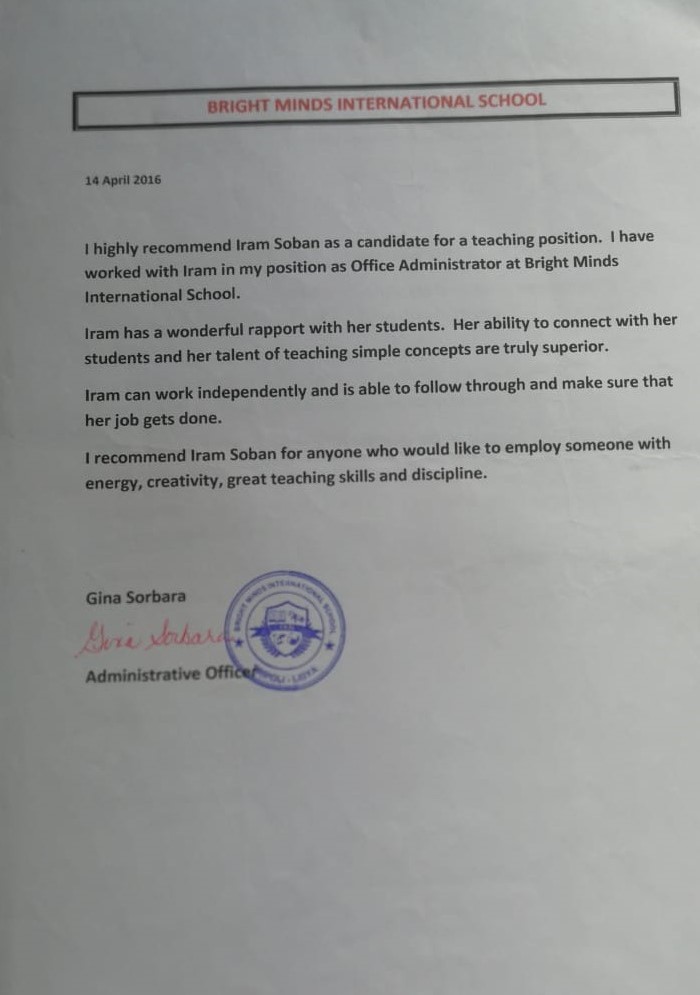 BRIGHT MINDS INTERNATIONAL SCHOOL
14 April 2016
I highly recommend Iram Soban as a candidate for a teaching position. I have
worked with Iram in my position as Office Administrator at Bright Minds
International School.
Iram has a wonderful rapport with her students. Her ability to connect with her
students and her talent of teaching simple concepts are truly superior.
Iram can work independently and is able to follow through and make sure that
her job gets done.
I recommend Iram Soban for anyone who would like to employ someone with
energy, creativity, great teaching skills and discipline.
Gina Sorbara
Gina Sorbara
Administrative Officer
BRIGHT MINDS INTERNATIONAL SCHOOL